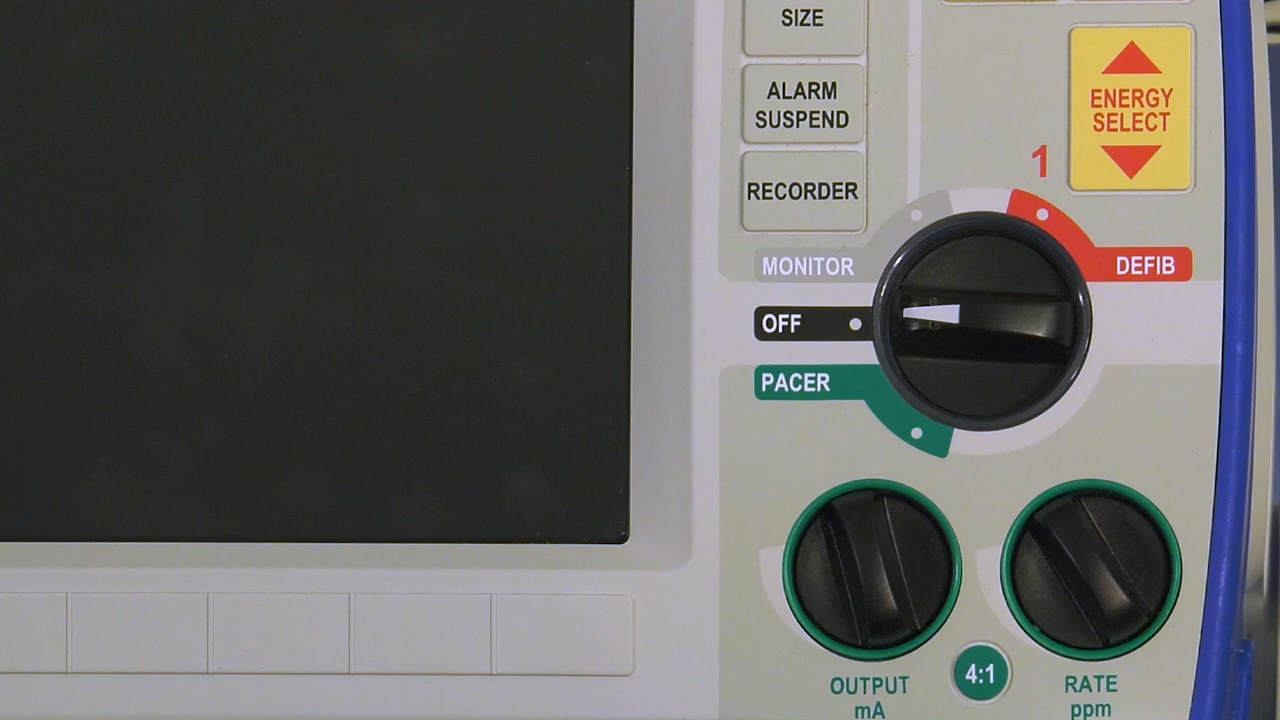 SIZE
ALARM
SUSPEND
RECORDER
ENERGY
SELECT
1
MONITOR
DEFIB
OFF
PACER
4:1
OUTPUT
mA
RATE
ppm